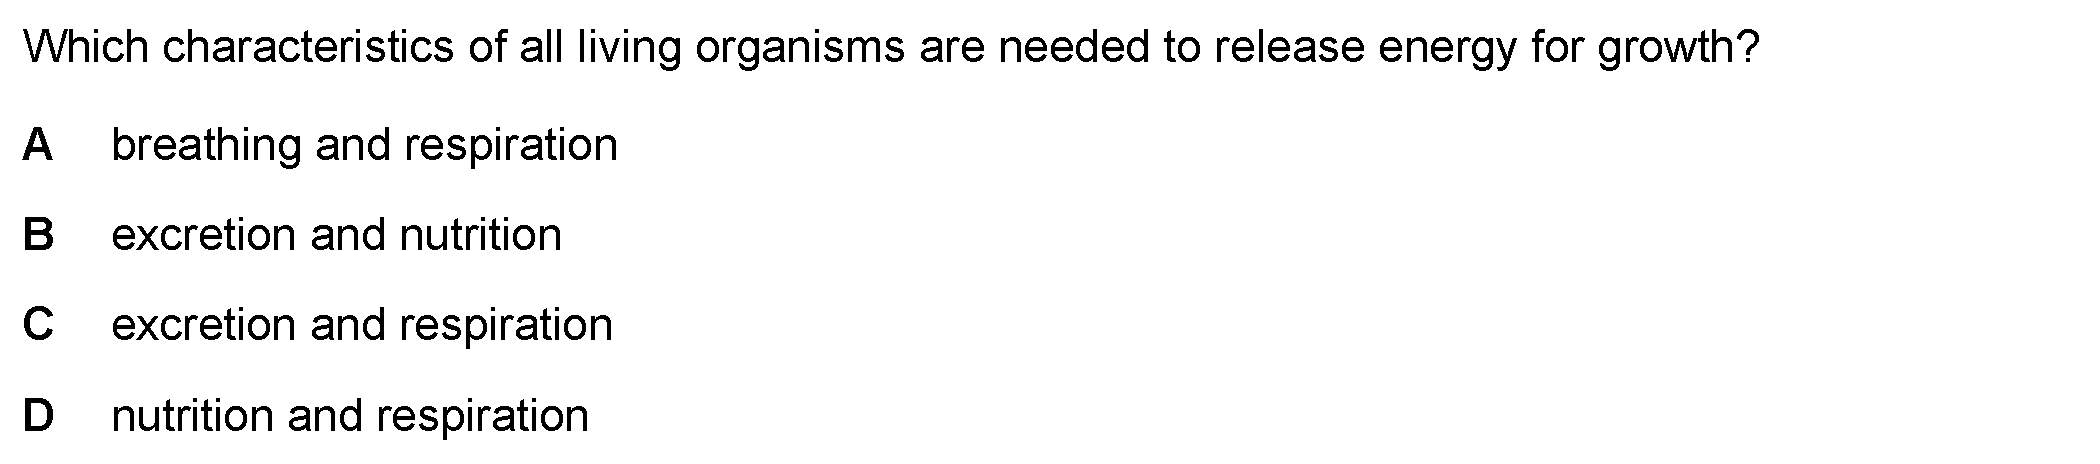 Which characteristics of all living organisms are needed to release energy for growth?
A breathing and respiration
B excretion and nutrition
C excretion and respiration
D nutrition and respiration